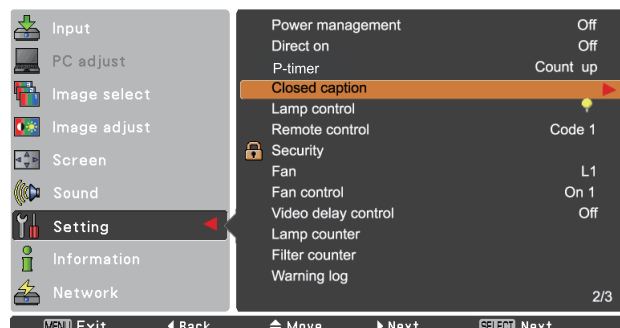 Input
PC adjust
Image select
Image adjust
Screen
Sound
Setting
Information
Network
Power management Off
Direct on Off
P-timer Count up
Closed caption
Lamp control
Remote control Code 1
Security
Fan L1
Fan control On 1
Video delay control Off
Lamp counter
Filter counter
Warning log
2/3
MENU Exit Back Move Next SELECT Next